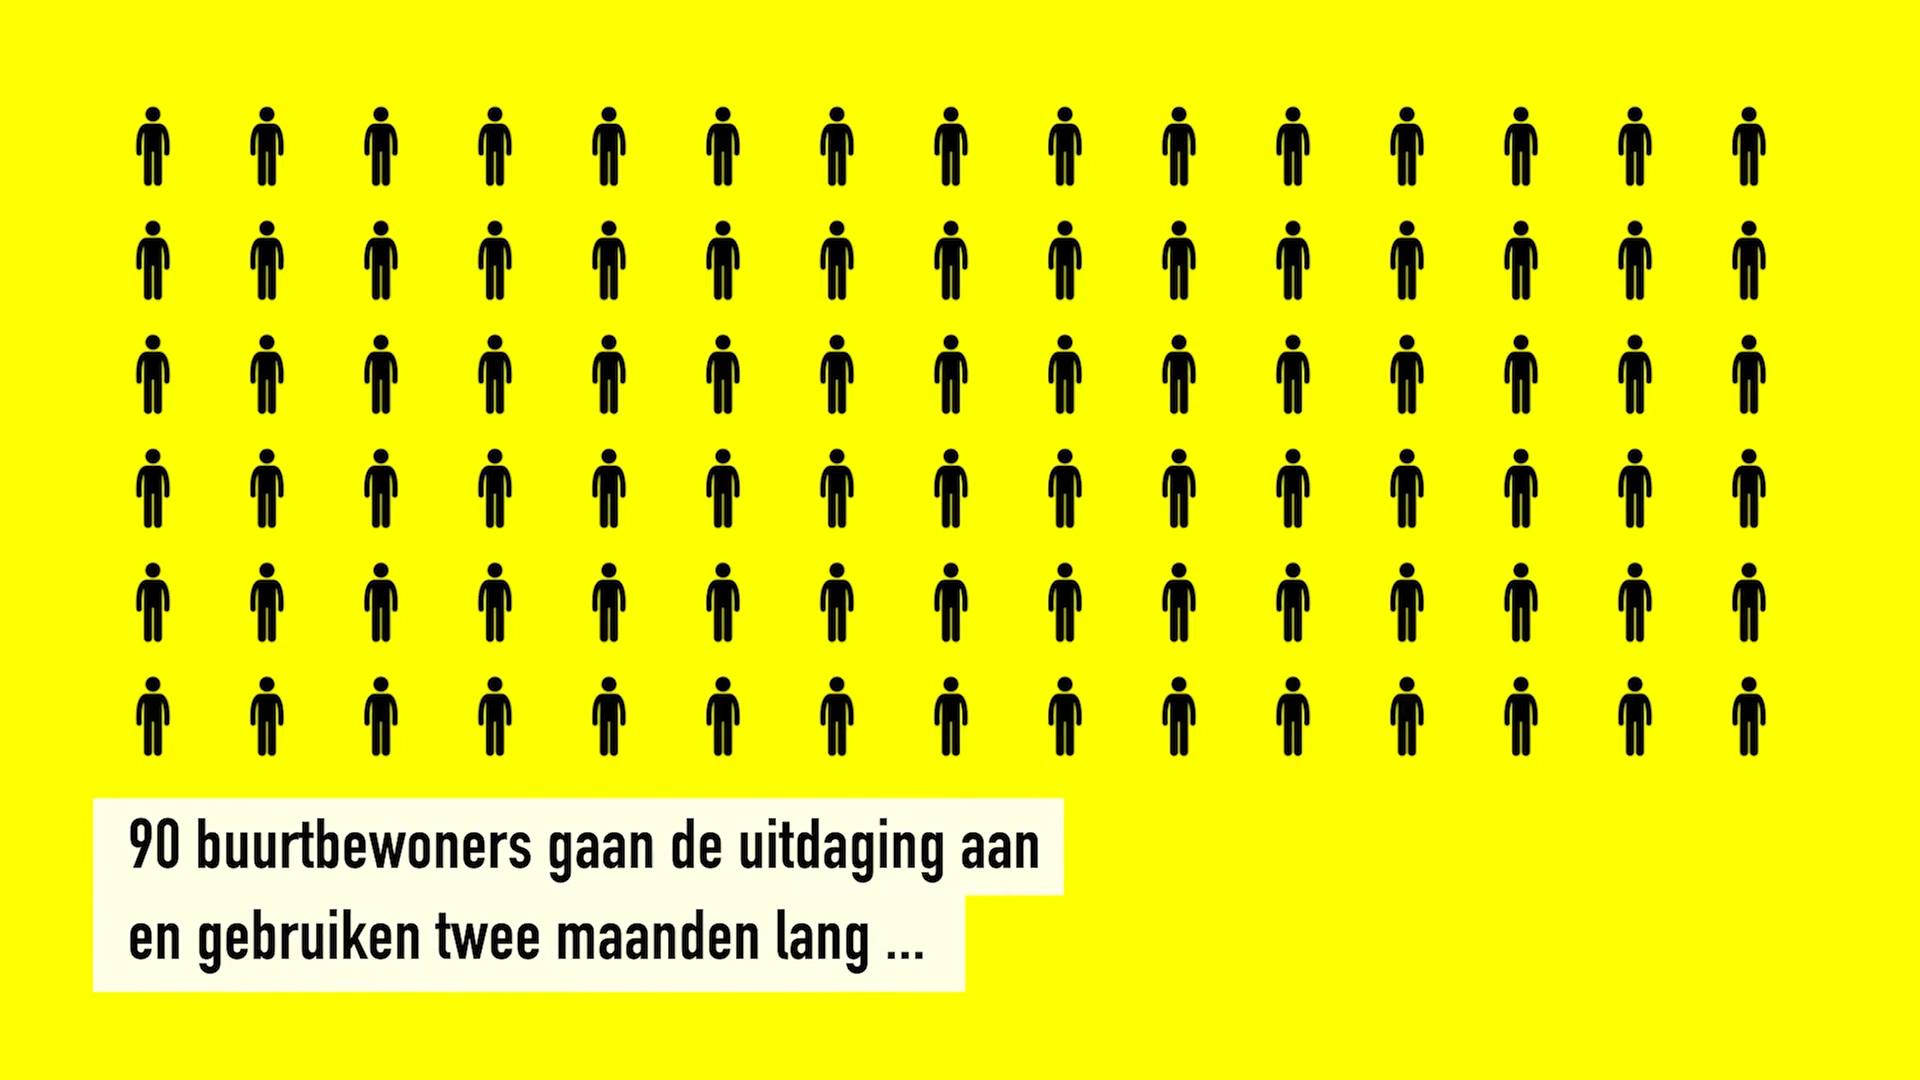 90 buurtbewoners gaan de uitdaging aan
en gebruiken twee maanden lang ...